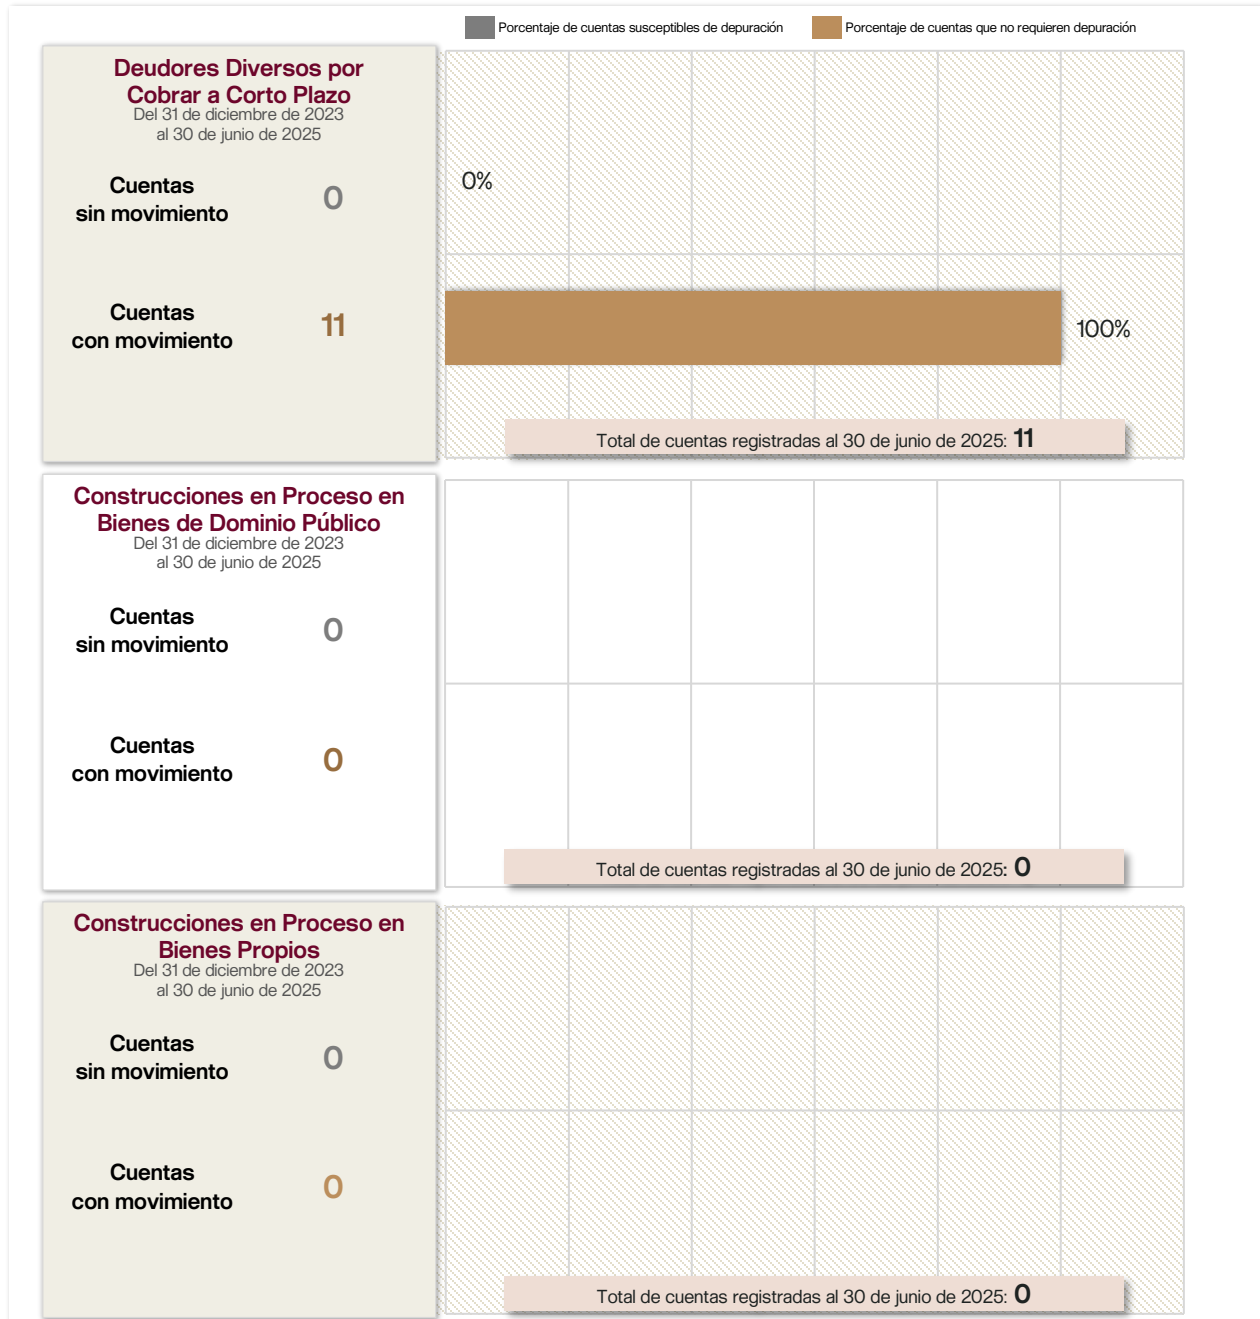 Porcentaje de cuentas susceptibles de depuración
Porcentaje de cuentas que no requieren depuración
Deudores Diversos por
Cobrar a Corto Plazo
Del 31 de diciembre de 2023
al 30 de junio de 2025
Cuentas
sin movimiento
0
0%
Cuentas
con movimiento
11
100%
Total de cuentas registradas al 30 de junio de 2025: 11
Construcciones en Proceso en
Bienes de Dominio Público
Del 31 de diciembre de 2023
al 30 de junio de 2025
Cuentas
sin movimiento
0
Cuentas
con movimiento
0
Total de cuentas registradas al 30 de junio de 2025: 0
Construcciones en Proceso en
Bienes Propios
Del 31 de diciembre de 2023
al 30 de junio de 2025
Cuentas
sin movimiento
0
Cuentas
con movimiento
0
Total de cuentas registradas al 30 de junio de 2025: 0